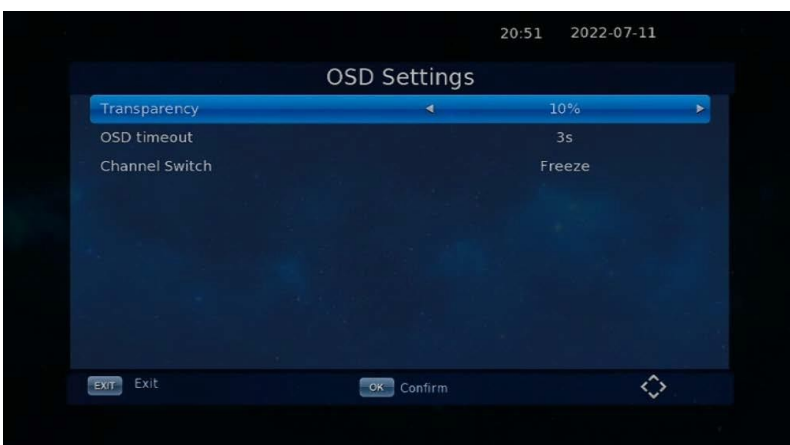 20:51 2022-07-11
OSD Settings
Transparency 10%
OSD timeout 3s
Channel Switch Freeze
EXIT Exit OK Confirm